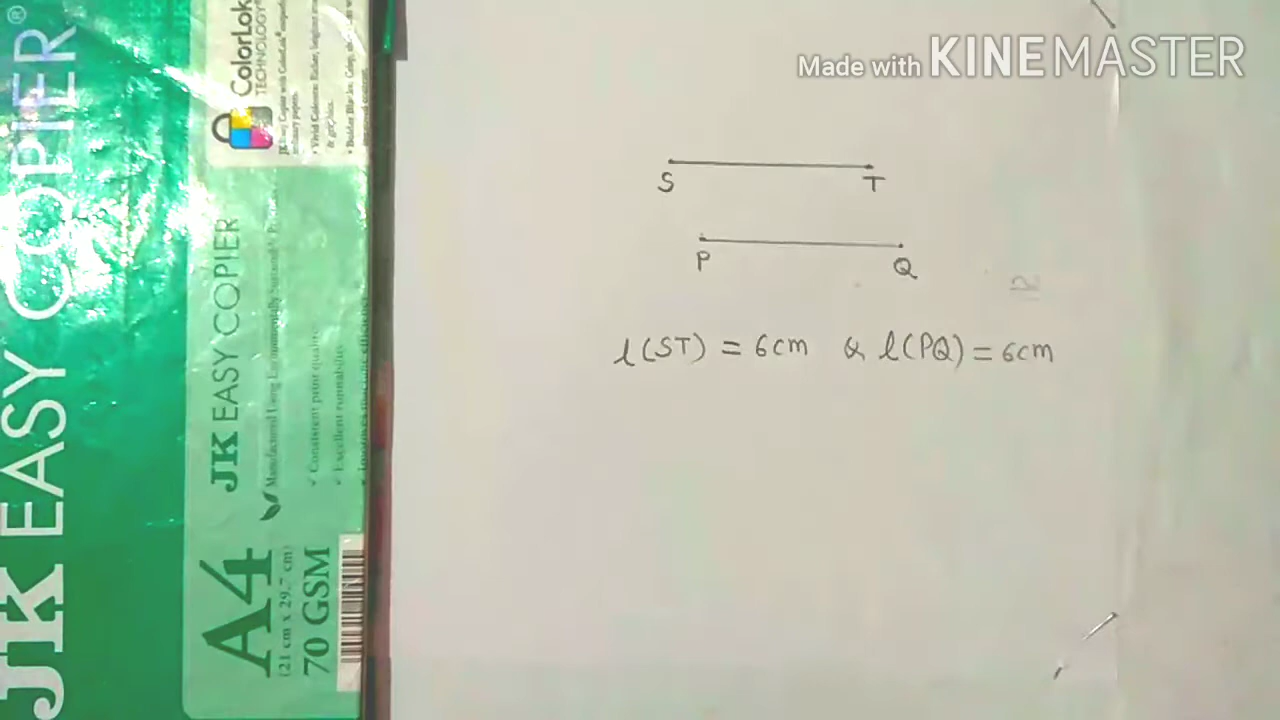 Made with KINEMASTER
S T
P Q
l(ST) = 6cm & l(PQ) = 6cm
JK EASY COPIER®
ColorLok
TECHNOLOGY
JK EASY COPIER
Consistent print quality
Excellent runnability
A4
(21 cm x 29.7 cm)
70 GSM